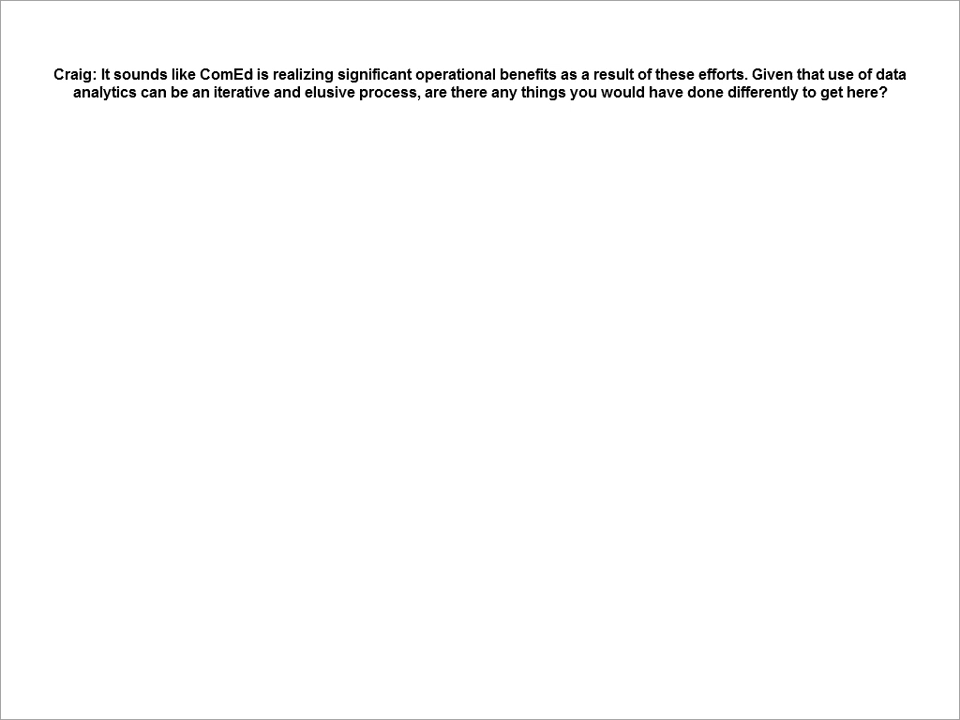 Craig: It sounds like ComEd is realizing significant operational benefits as a result of these efforts. Given that use of data
analytics can be an iterative and elusive process, are there any things you would have done differently to get here?